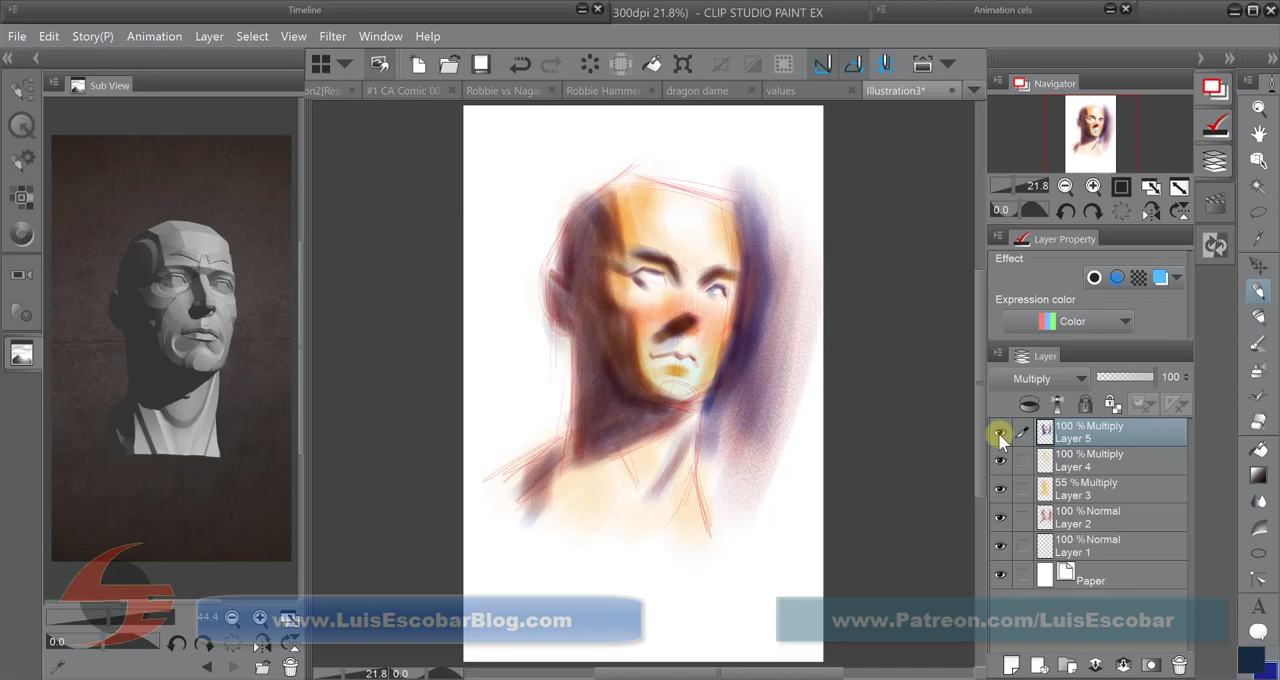 Timeline
300dpi 21.8%) - CLIP STUDIO PAINT EX
Animation cels
File Edit Story(P) Animation Layer Select View Filter Window Help
Sub View
#1 CA Comic 00
Robbie vs Nagas
Robbie Hammer
dragon dame
values
Illustration3*
Navigator
21.8
0.0
Layer Property
Effect
Expression color
Color
Layer
Multiply 100
100 % Multiply
Layer 5
100 % Multiply
Layer 4
55 % Multiply
Layer 3
100 % Normal
Layer 2
100 % Normal
Layer 1
Paper
44.4
0.0
www.LuisEscobarBlog.com
www.Patreon.com/LuisEscobar
21.8 0.0
A